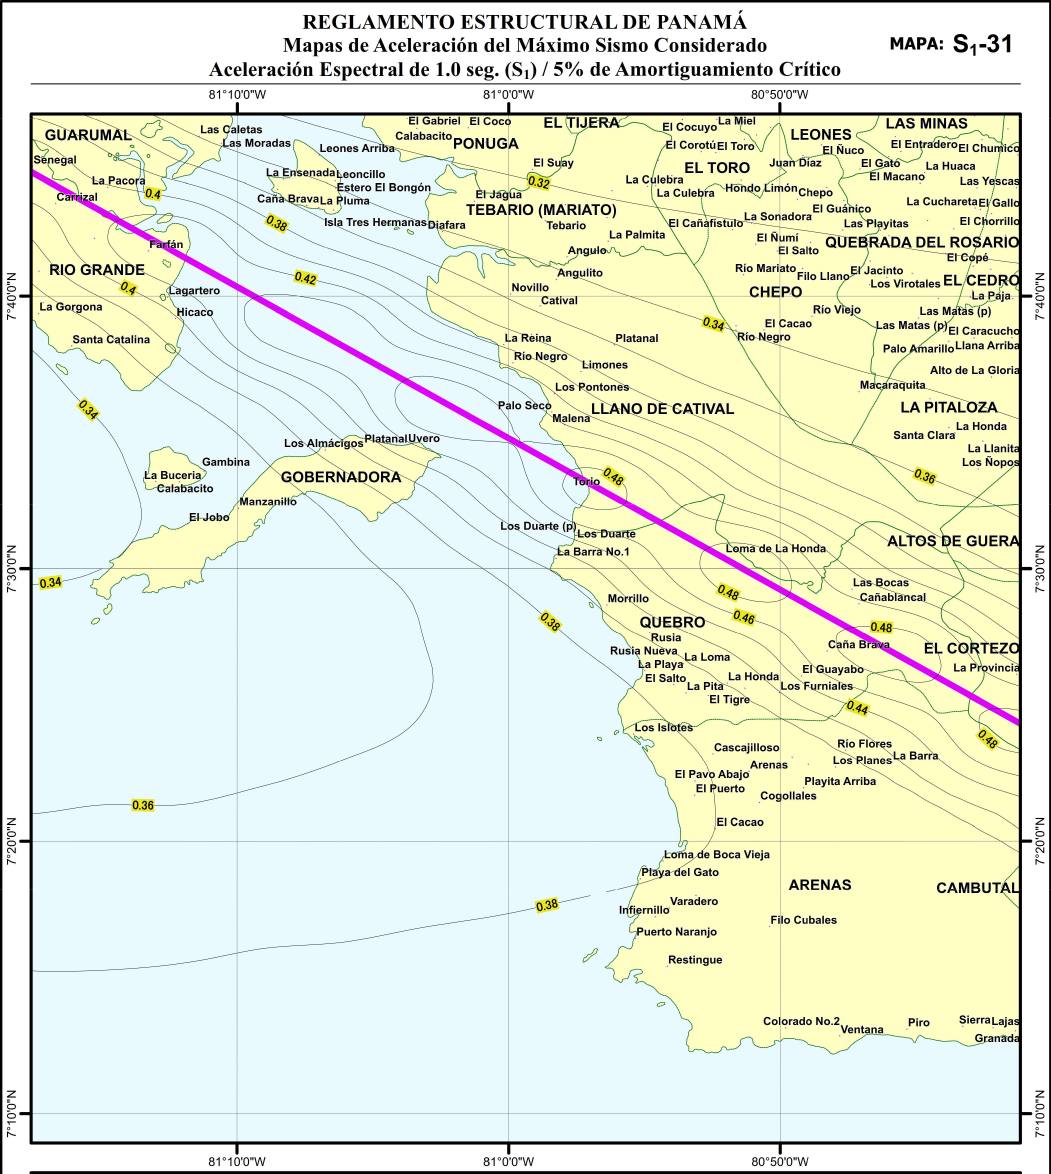 REGLAMENTO ESTRUCTURAL DE PANAMÁ
Mapas de Aceleración del Máximo Sismo Considerado
MAPA: S₁-31
Aceleración Espectral de 1.0 seg. (S₁) / 5% de Amortiguamiento Crítico
81°10'0"W
81°0'0"W
80°50'0"W
El Gabriel
El Coco
EL TIJERA
La Miel
El Cocuyo
LAS MINAS
GUARUMAL
Las Caletas
Calabacito
LEONES
Las Moradas
PONUGA
El Corotú
El Toro
El Entradero
El Chumico
Leones Arriba
El Ñuco
Senegal
El Suay
EL TORO
Juan Díaz
El Gató
La Huaca
La Ensenada
Leoncillo
El Macano
La Pacora
0.32
La Culebra
Las Yescas
0.4
Estero El Bongón
Hondo Limón
Chepo
Carrizal
Caña Brava
La Pluma
El Jagua
La Culebra
La Cuchareta
El Gallo
TEBARIO (MARIATO)
El Guánico
0.38
Isla Tres Hermanas
Diafara
Tebario
El Cañafístulo
La Sonadora
Las Playitas
El Chorrillo
La Palmita
El Ñumí
Farfán
Angulo
El Salto
QUEBRADA DEL ROSARIO
El Copé
RIO GRANDE
0.42
Angulito
Río Mariato
Filo Llano
El Jacinto
EL CEDRO
0.4
Lagartero
Novillo
CHEPO
Los Virotales
La Paja
7°40'0"N
7°40'0"N
La Gorgona
Hicaco
Catival
Río Viejo
Las Matas (p)
0.34
El Cacao
Las Matas (p)
El Caracucho
Santa Catalina
La Reina
Platanal
Río Negro
Llana Arriba
Palo Amarillo
Río Negro
Limones
Alto de La Gloria
Los Pontones
Macaraquita
0.34
Palo Seco
LLANO DE CATIVAL
LA PITALOZA
Malena
La Honda
Los Almácigos
Platanal
Uvero
Santa Clara
La Llanita
Gambina
Los Ñopos
La Buceria
GOBERNADORA
0.48
0.36
Calabacito
Torio
Manzanillo
El Jobo
Los Duarte (p)
Los Duarte
ALTOS DE GUERA
La Barra No.1
Loma de La Honda
7°30'0"N
7°30'0"N
0.34
Las Bocas
Morrillo
0.48
Cañablancal
0.38
QUEBRO
0.46
0.48
Rusia
Caña Brava
EL CORTEZO
Rusia Nueva
La Loma
La Playa
El Guayabo
La Provincia
El Salto
La Pita
La Honda
Los Furniales
El Tigre
0.44
Los Islotes
0.48
Cascajilloso
Río Flores
Arenas
Los Planes
La Barra
El Pavo Abajo
El Puerto
Playita Arriba
0.36
Cogollales
El Cacao
7°20'0"N
7°20'0"N
Loma de Boca Vieja
Playa del Gato
ARENAS
CAMBUTAL
0.38
Varadero
Infiernillo
Filo Cubales
Puerto Naranjo
Restingue
Colorado No.2
Ventana
Piro
Sierra
Lajas
Granada
7°10'0"N
7°10'0"N
81°10'0"W
81°0'0"W
80°50'0"W